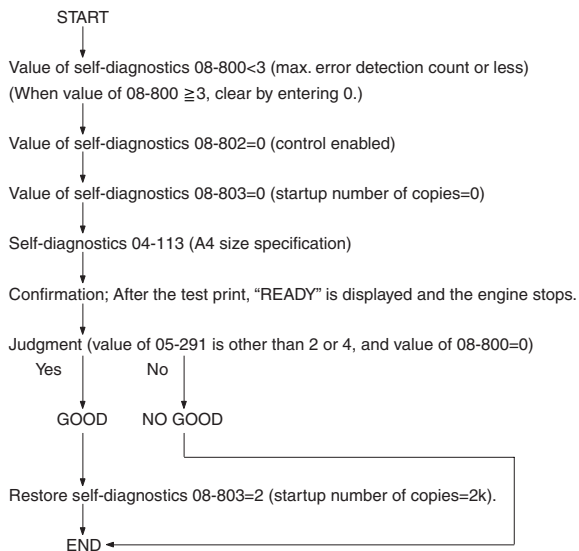 START
Value of self-diagnostics 08-800<3 (max. error detection count or less)
(When value of 08-800 ≧3, clear by entering 0.)
Value of self-diagnostics 08-802=0 (control enabled)
Value of self-diagnostics 08-803=0 (startup number of copies=0)
Self-diagnostics 04-113 (A4 size specification)
Confirmation; After the test print, “READY” is displayed and the engine stops.
Judgment (value of 05-291 is other than 2 or 4, and value of 08-800=0)
Yes No
GOOD NO GOOD
Restore self-diagnostics 08-803=2 (startup number of copies=2k).
END